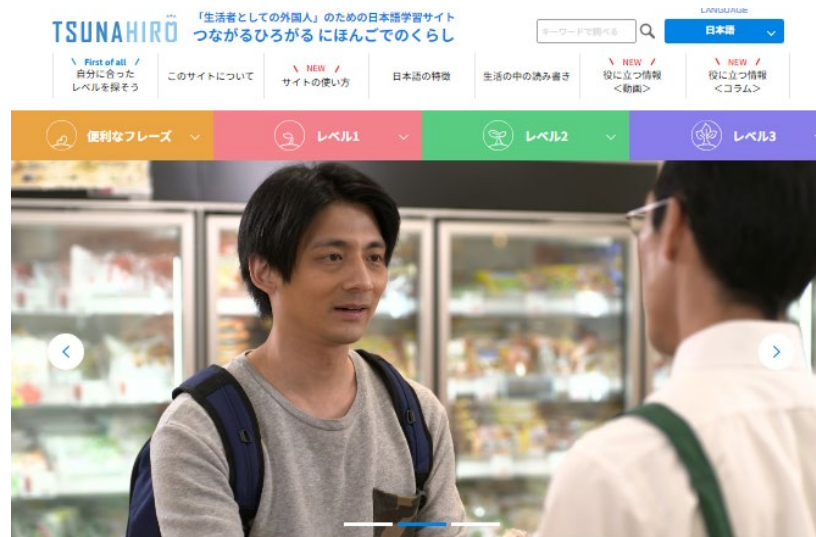 「生活者としての外国人」のための日本語学習サイト
TSUNAHIRO
つながるひろがる にほんごでのくらし
キーワードで調べる
LANGUAGE
日本語
First of all
自分に合った
レベルを探そう
このサイトについて
NEW
サイトの使い方
日本語の特徴
生活の中の読み書き
NEW
役に立つ情報
<動画>
NEW
役に立つ情報
<コラム>
便利なフレーズ
レベル1
レベル2
レベル3